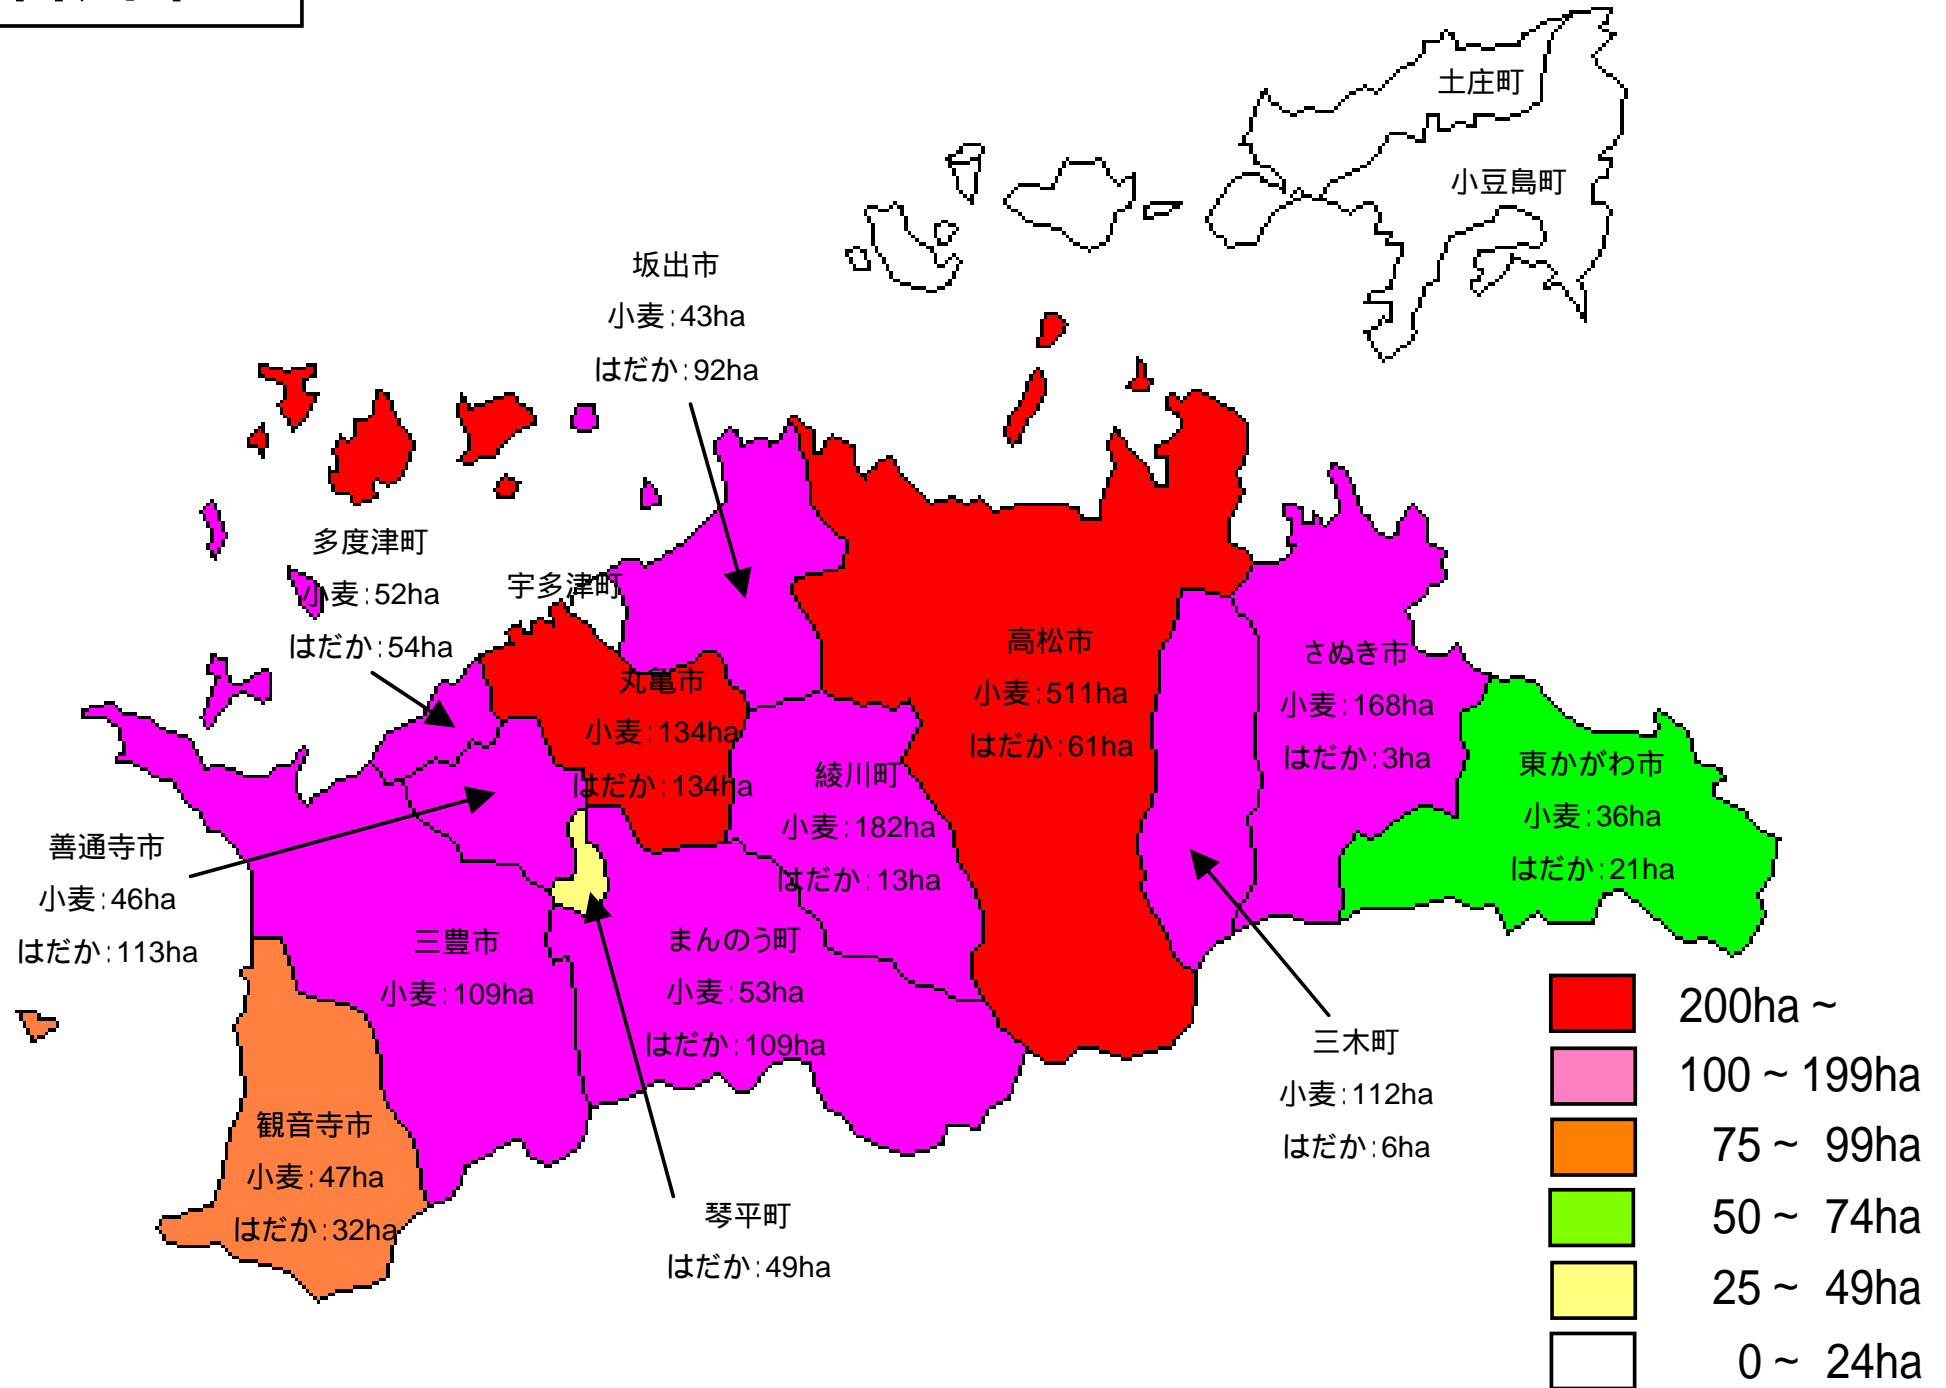 土庄町
小豆島町
坂出市
小麦:43ha
はだか:92ha
多度津町
小麦:52ha
はだか:54ha
宇多津町
丸亀市
小麦:134ha
はだか:134ha
高松市
小麦:511ha
はだか:61ha
さぬき市
小麦:168ha
はだか:3ha
東かがわ市
小麦:36ha
はだか:21ha
綾川町
小麦:182ha
はだか:13ha
善通寺市
小麦:46ha
はだか:113ha
三豊市
小麦:109ha
まんのう町
小麦:53ha
はだか:109ha
三木町
小麦:112ha
はだか:6ha
観音寺市
小麦:47ha
はだか:32ha
琴平町
はだか:49ha
200ha ~
100 ~ 199ha
75 ~ 99ha
50 ~ 74ha
25 ~ 49ha
0 ~ 24ha